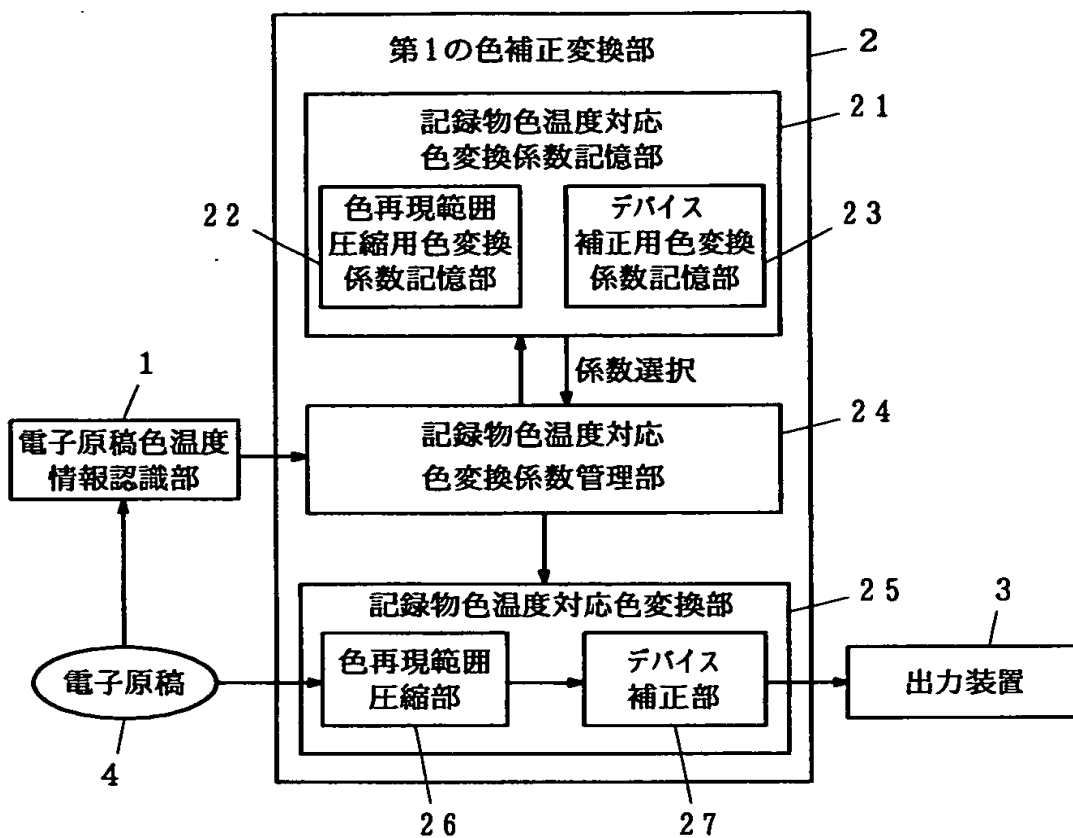 第1の色補正変換部
2
記録物色温度対応
色変換係数記憶部
21
22
色再現範囲
圧縮用色変換
係数記憶部
デバイス
補正用色変換
係数記憶部
23
係数選択
1
電子原稿色温度
情報認識部
記録物色温度対応
色変換係数管理部
24
記録物色温度対応色変換部
25
電子原稿
4
色再現範囲
圧縮部
26
デバイス
補正部
27
3
出力装置